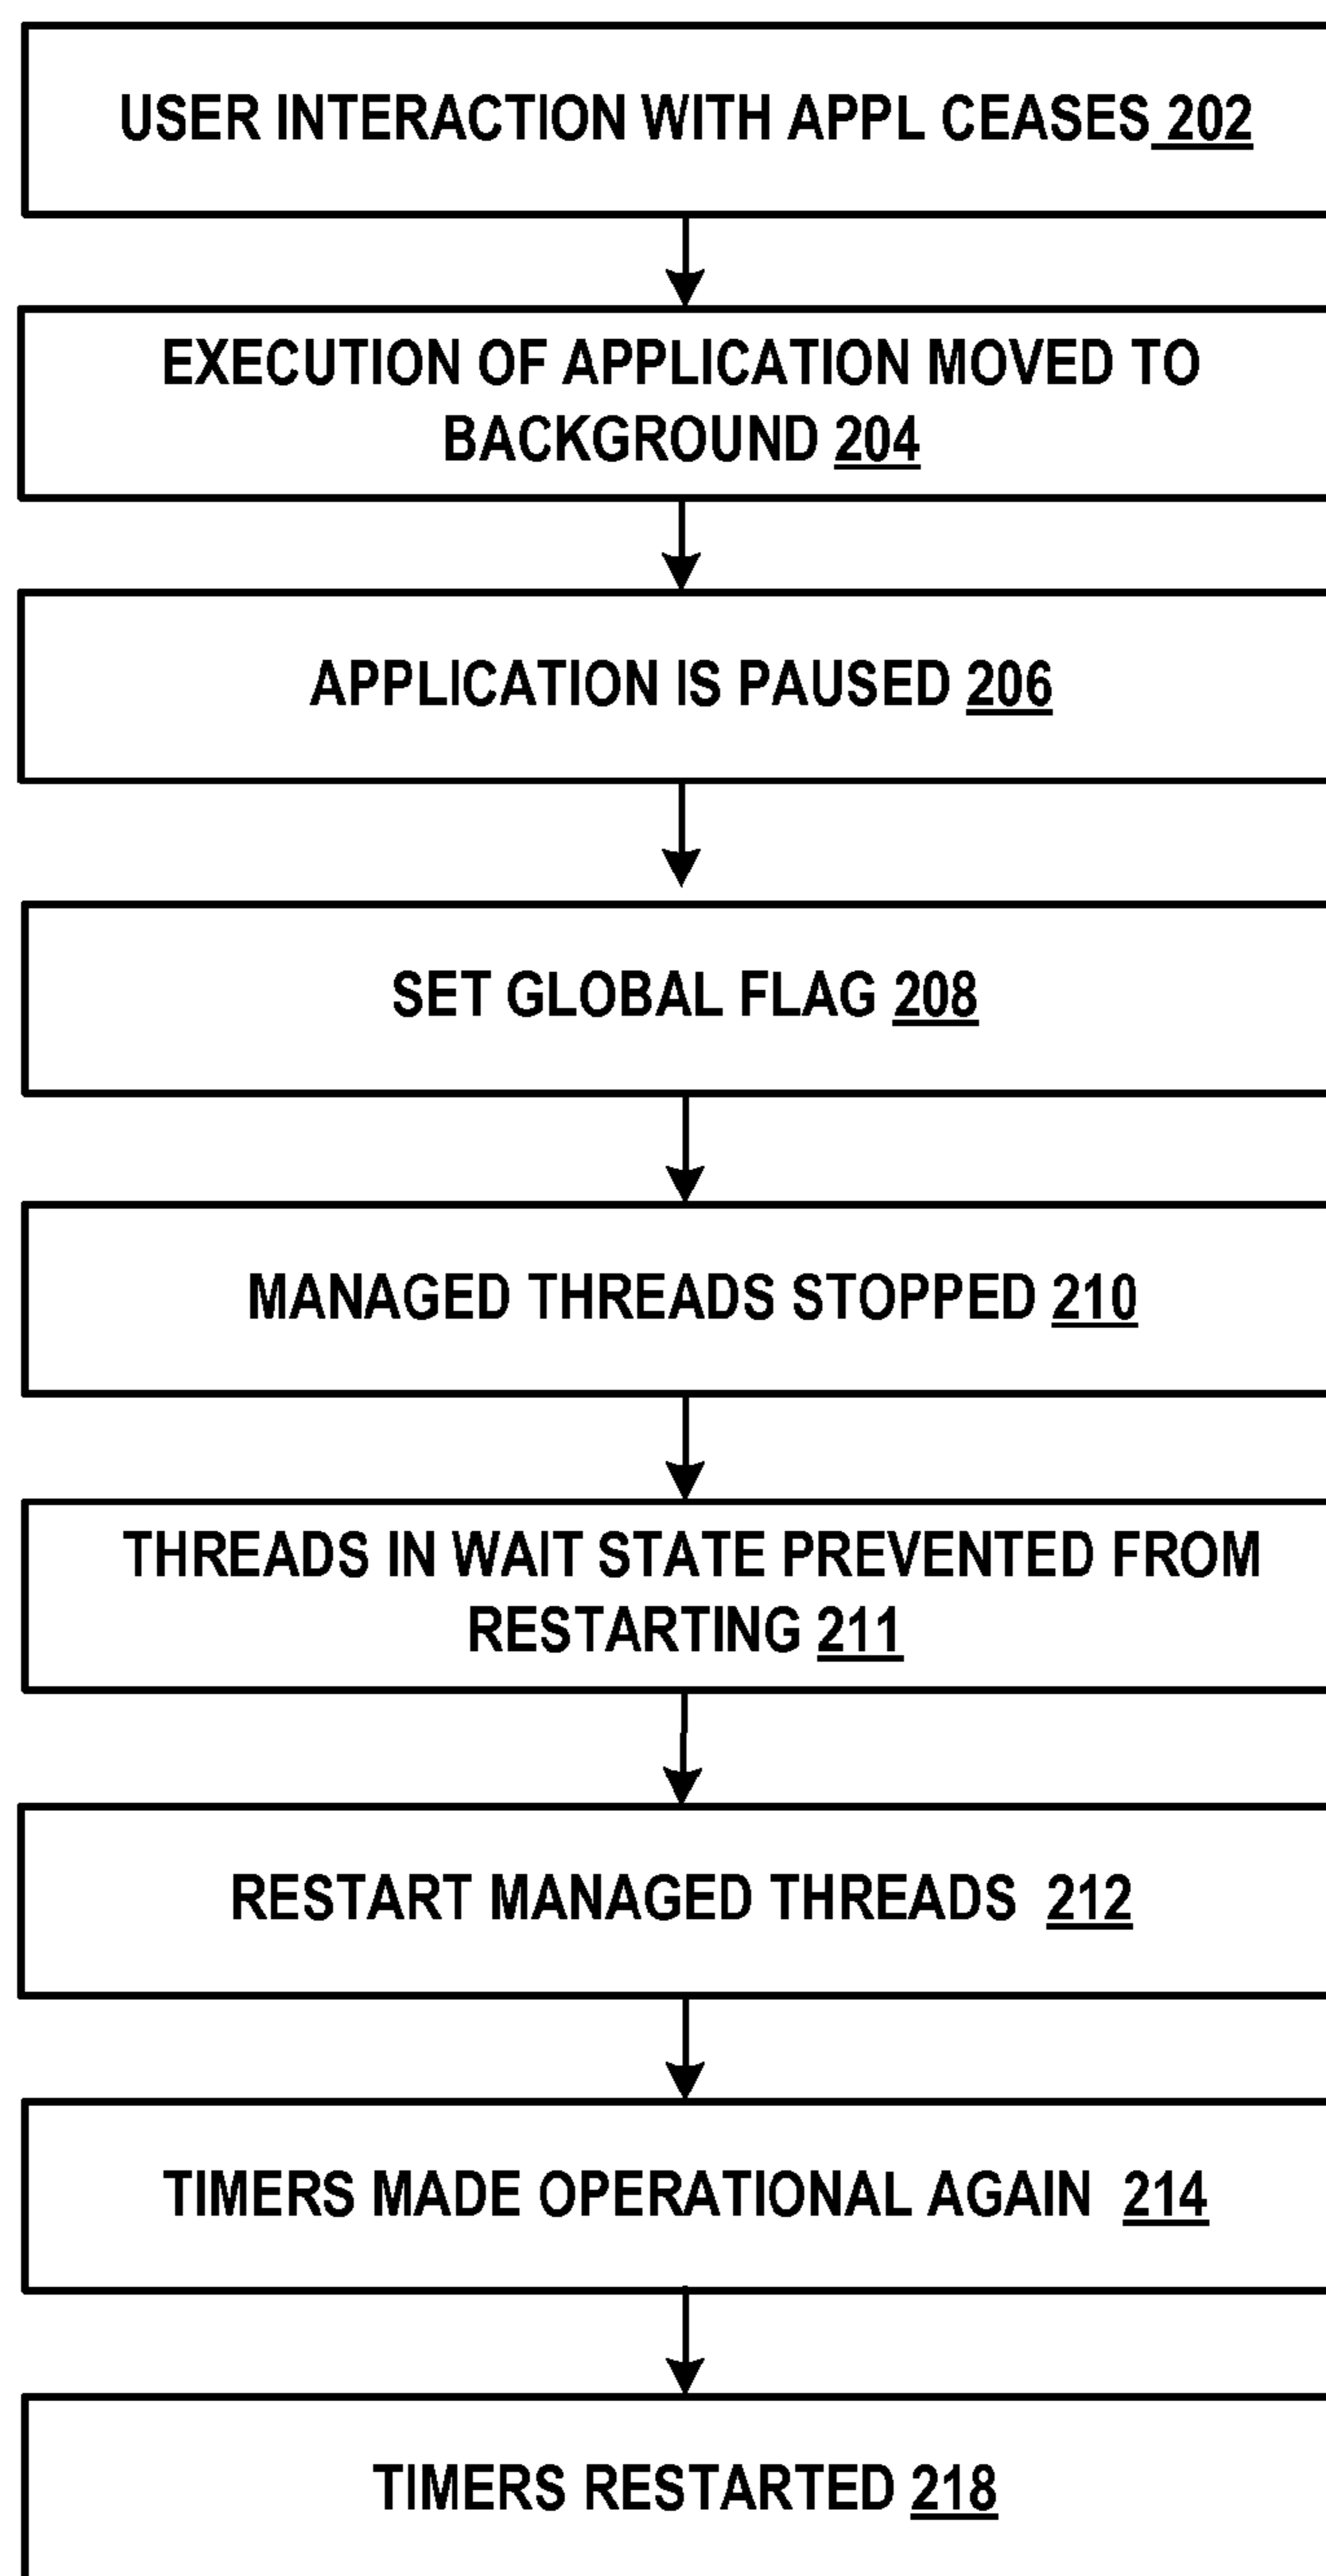 USER INTERACTION WITH APPL CEASES 202
EXECUTION OF APPLICATION MOVED TO
BACKGROUND 204
APPLICATION IS PAUSED 206
SET GLOBAL FLAG 208
MANAGED THREADS STOPPED 210
THREADS IN WAIT STATE PREVENTED FROM
RESTARTING 211
RESTART MANAGED THREADS 212
TIMERS MADE OPERATIONAL AGAIN 214
TIMERS RESTARTED 218